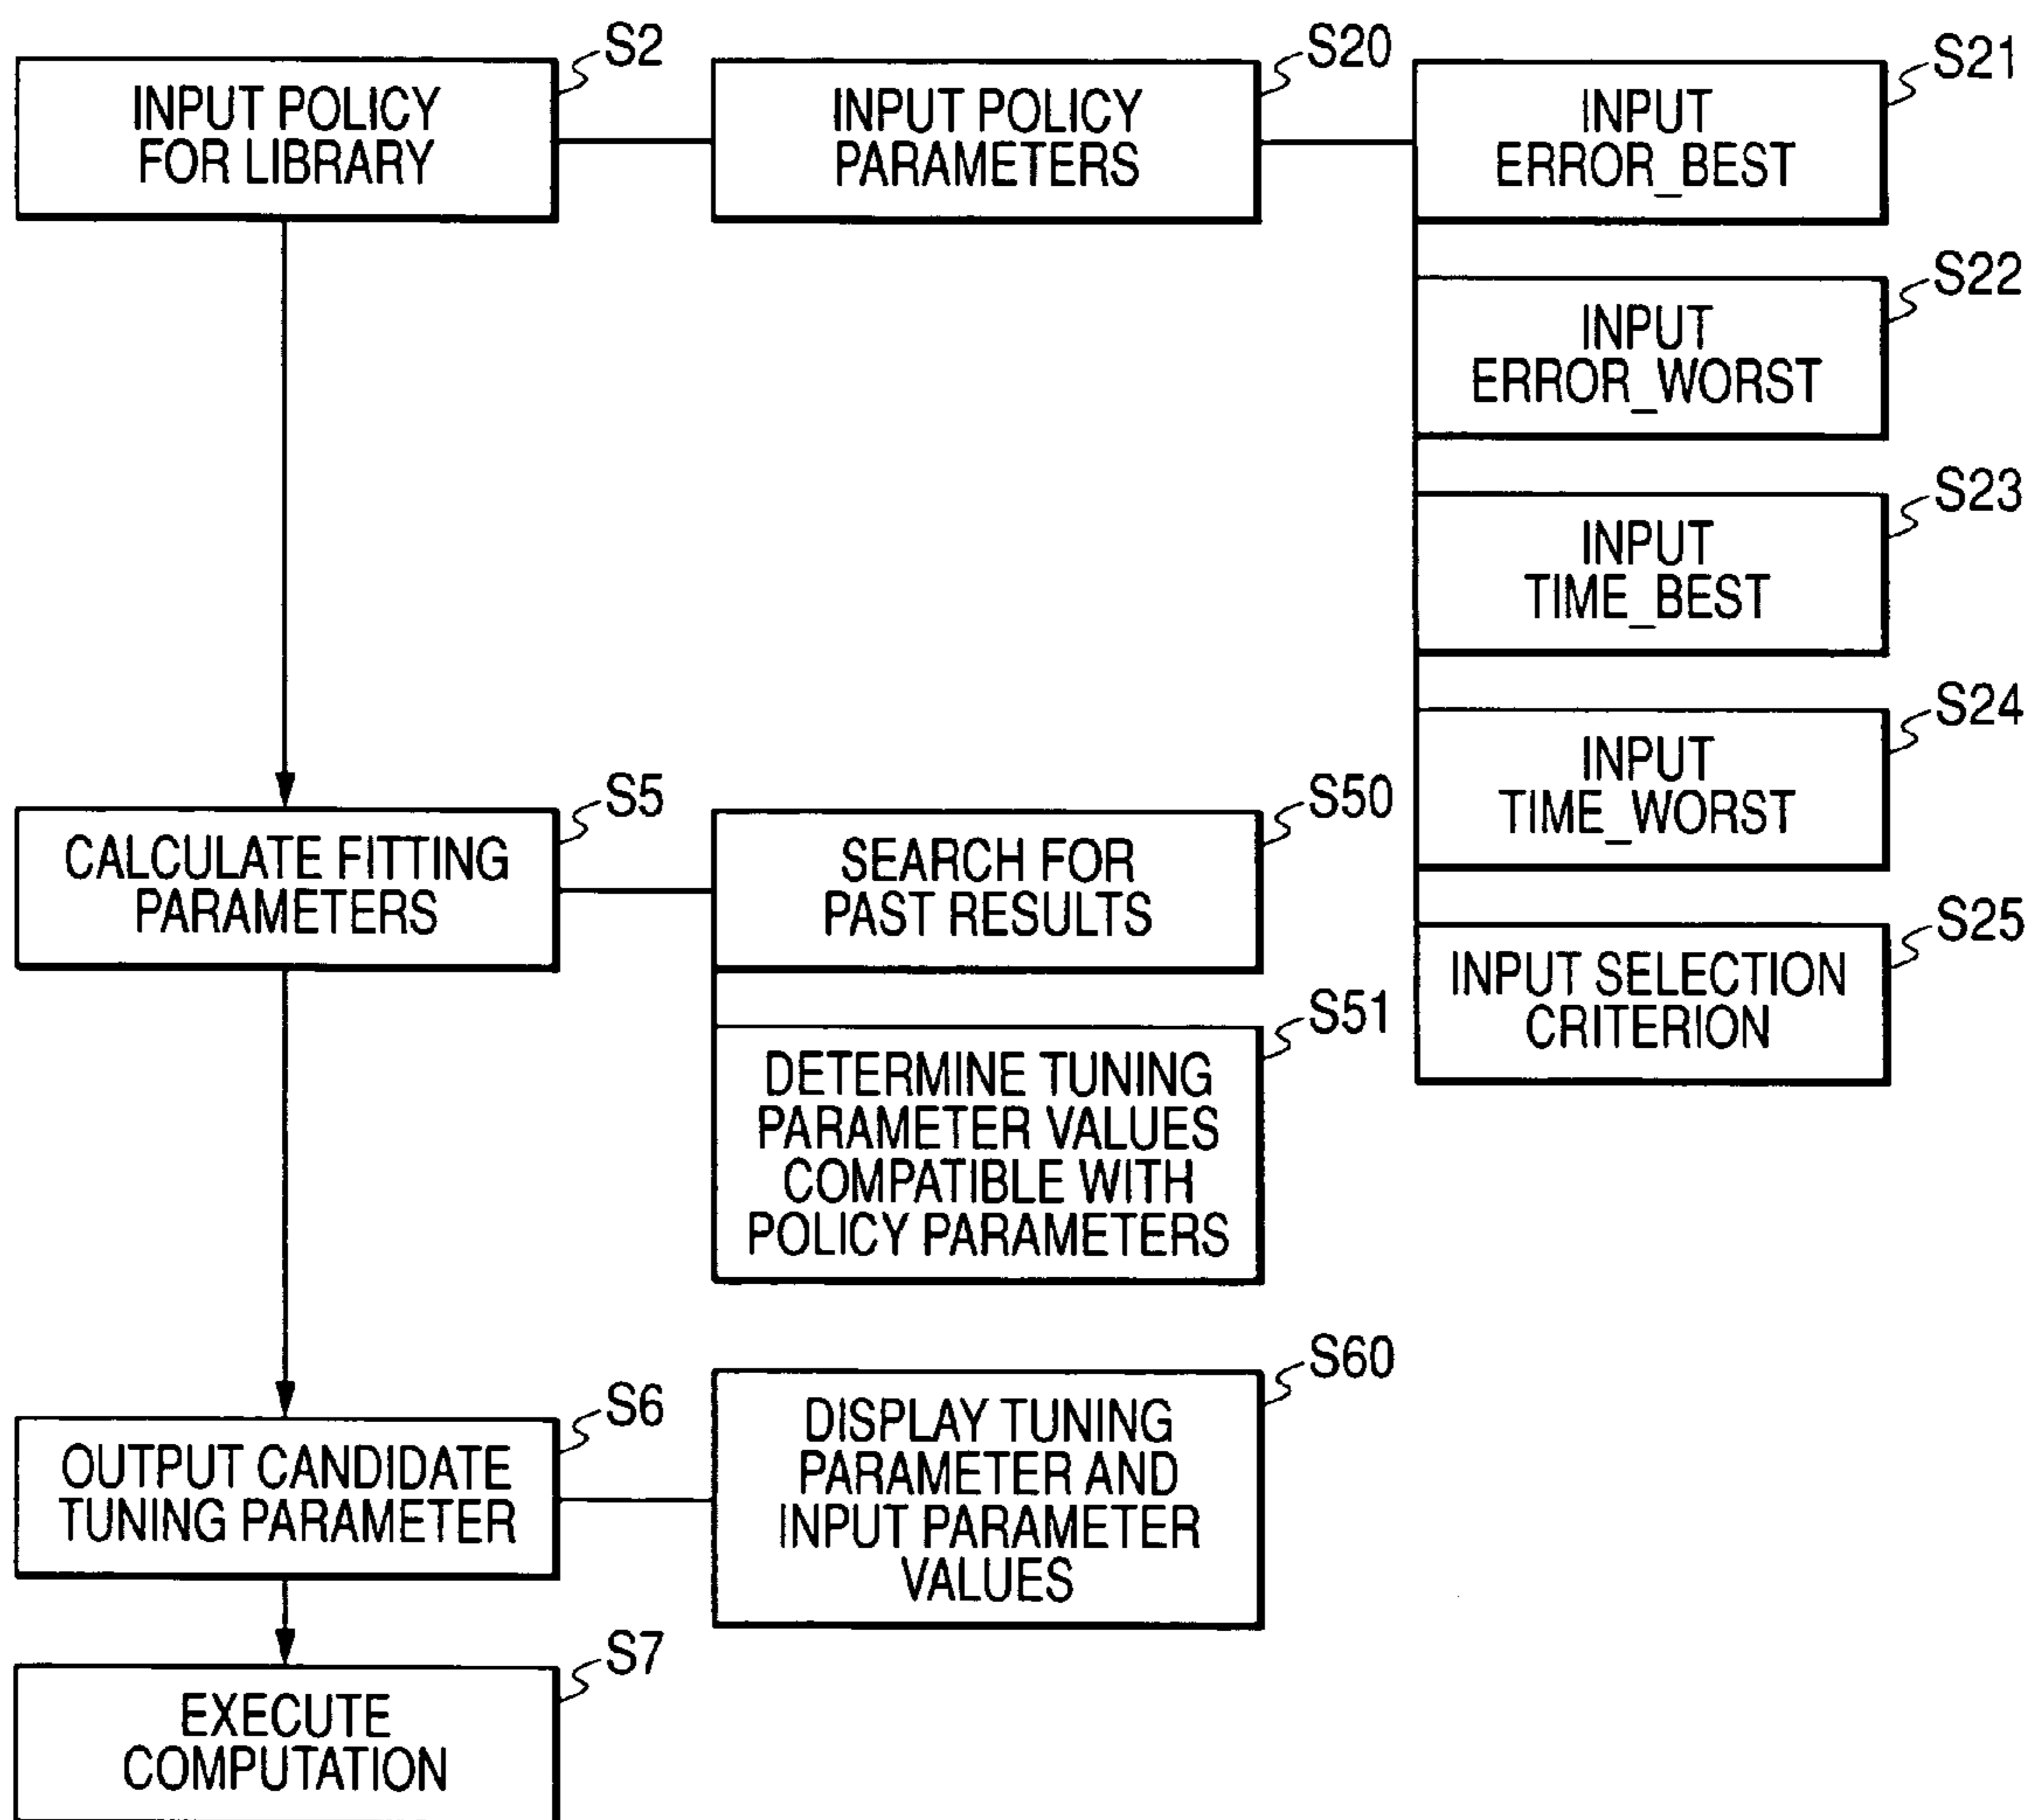 S2
INPUT POLICY
FOR LIBRARY
S20
INPUT POLICY
PARAMETERS
S21
INPUT
ERROR_BEST
S22
INPUT
ERROR_WORST
S23
INPUT
TIME_BEST
S24
INPUT
TIME_WORST
S25
INPUT SELECTION
CRITERION
S5
CALCULATE FITTING
PARAMETERS
S50
SEARCH FOR
PAST RESULTS
S51
DETERMINE TUNING
PARAMETER VALUES
COMPATIBLE WITH
POLICY PARAMETERS
S6
OUTPUT CANDIDATE
TUNING PARAMETER
S60
DISPLAY TUNING
PARAMETER AND
INPUT PARAMETER
VALUES
S7
EXECUTE
COMPUTATION